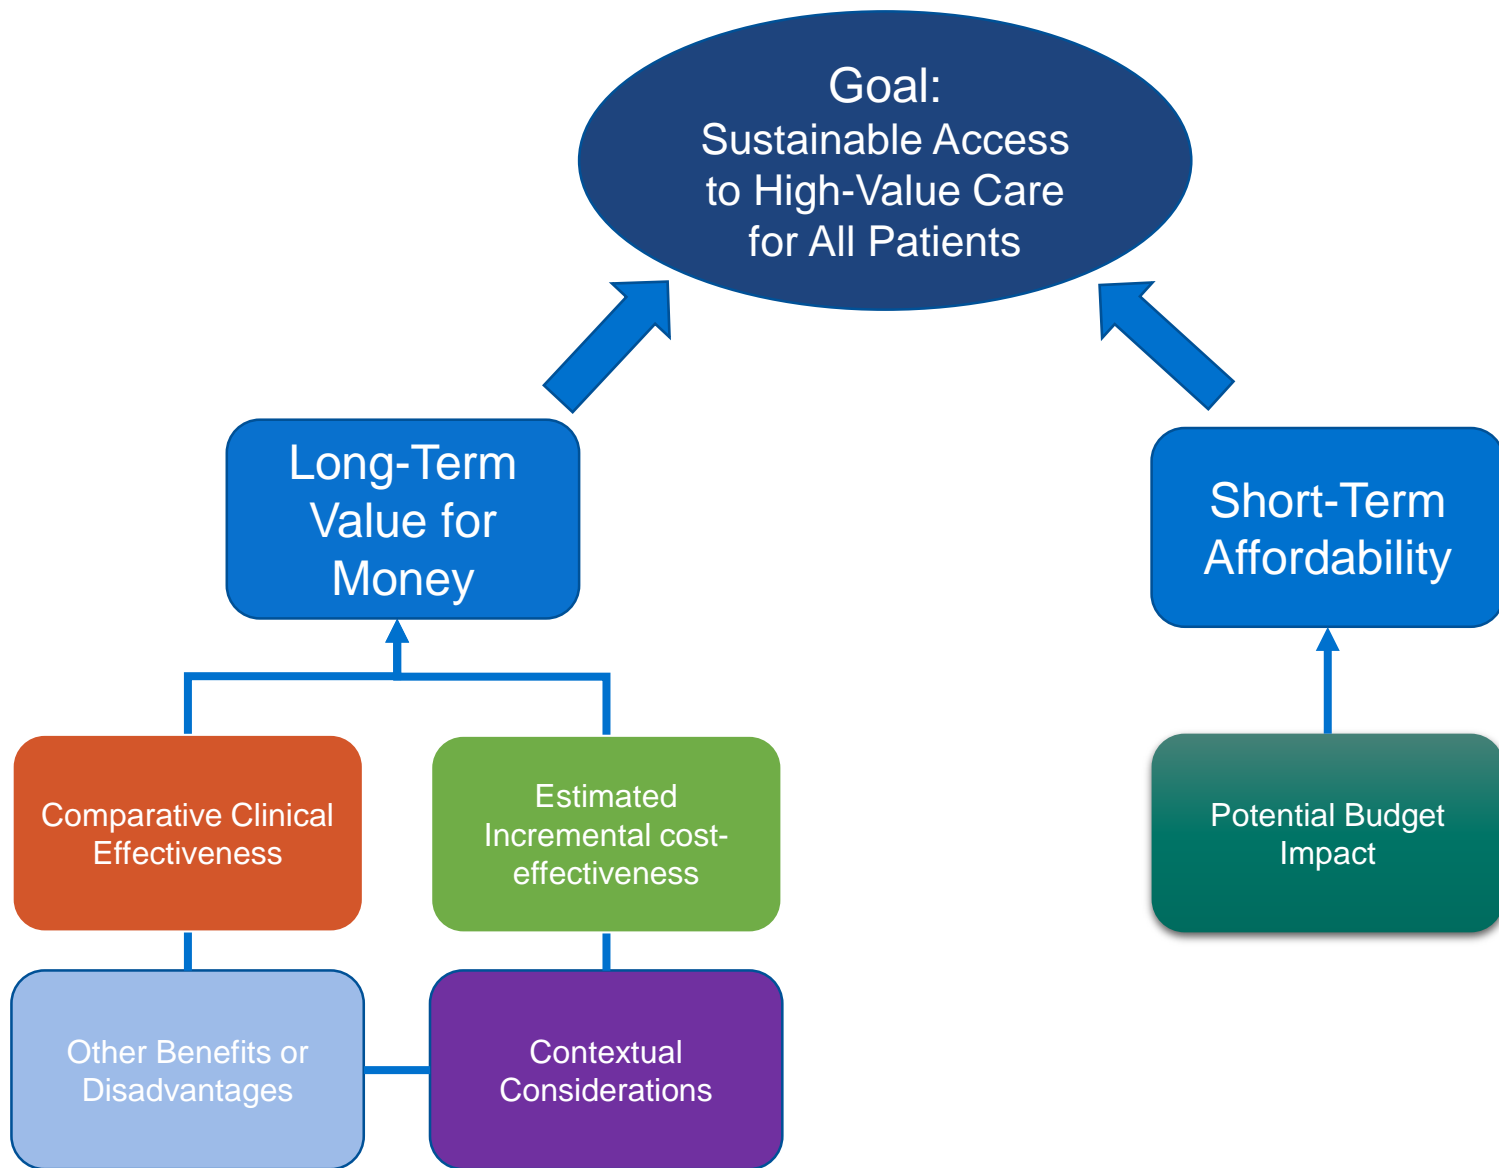 Goal:
Sustainable Access
to High-Value Care
for All Patients
Long-Term
Value for
Money
Short-Term
Affordability
Comparative Clinical
Effectiveness
Estimated
Incremental cost-
effectiveness
Potential Budget
Impact
Other Benefits or
Disadvantages
Contextual
Considerations